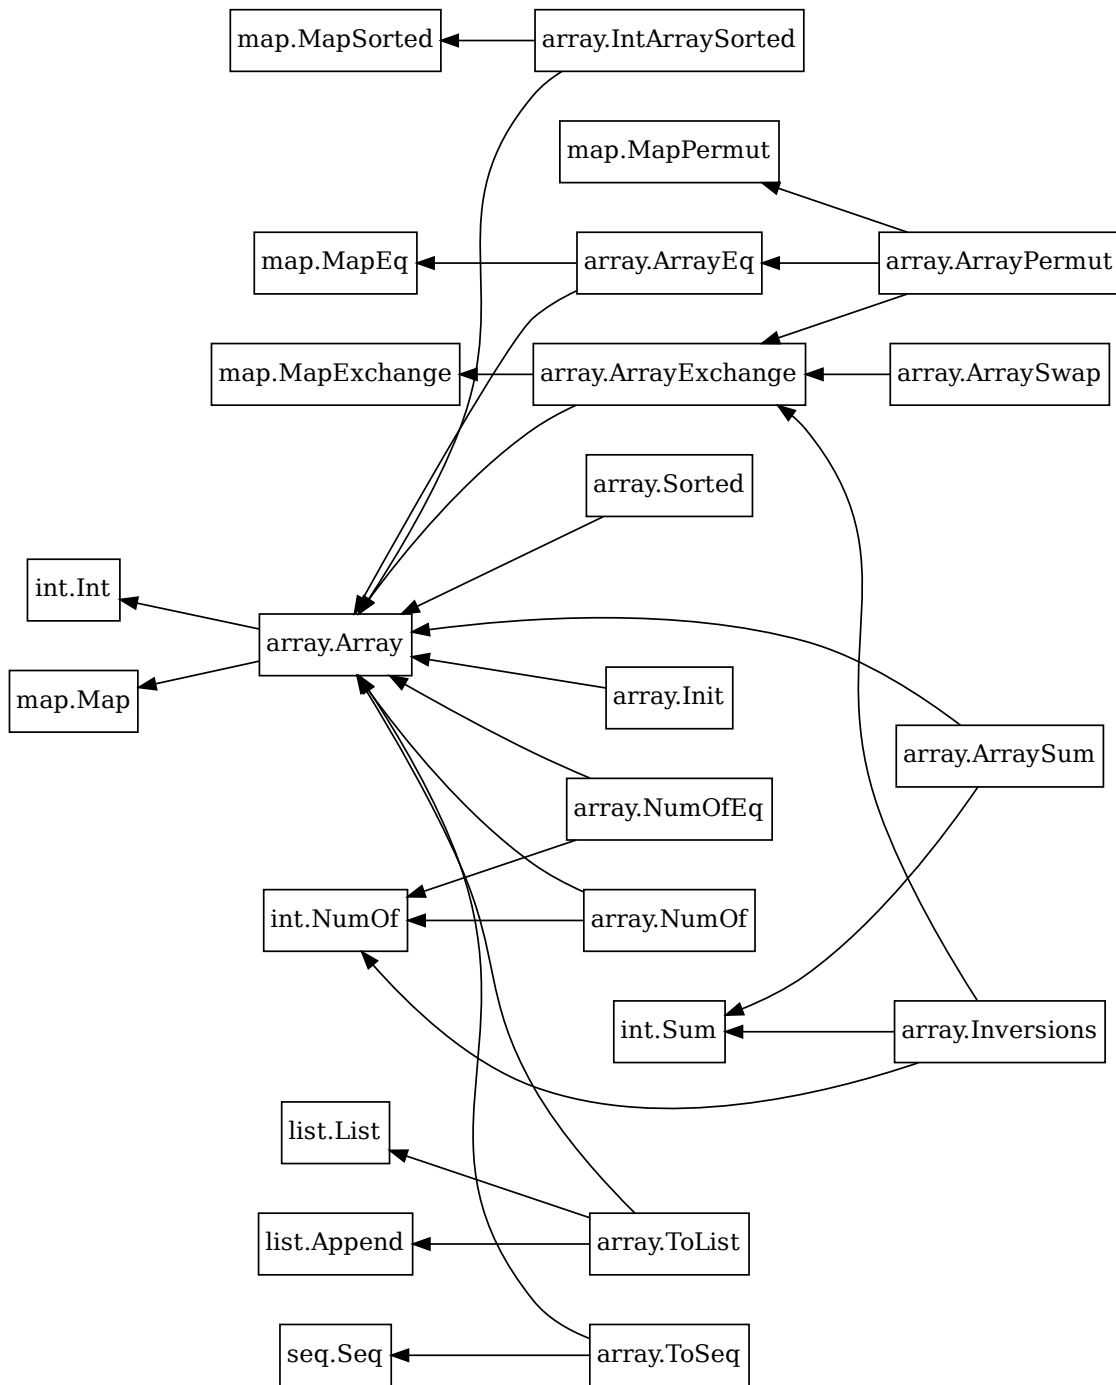 map.MapSorted
array.IntArraySorted
map.MapPermut
map.MapEq
array.ArrayEq
array.ArrayPermut
map.MapExchange
array.ArrayExchange
array.ArraySwap
array.Sorted
int.Int
array.Array
map.Map
array.Init
array.ArraySum
array.NumOfEq
int.NumOf
array.NumOf
int.Sum
array.Inversions
list.List
list.Append
array.ToList
seq.Seq
array.ToSeq